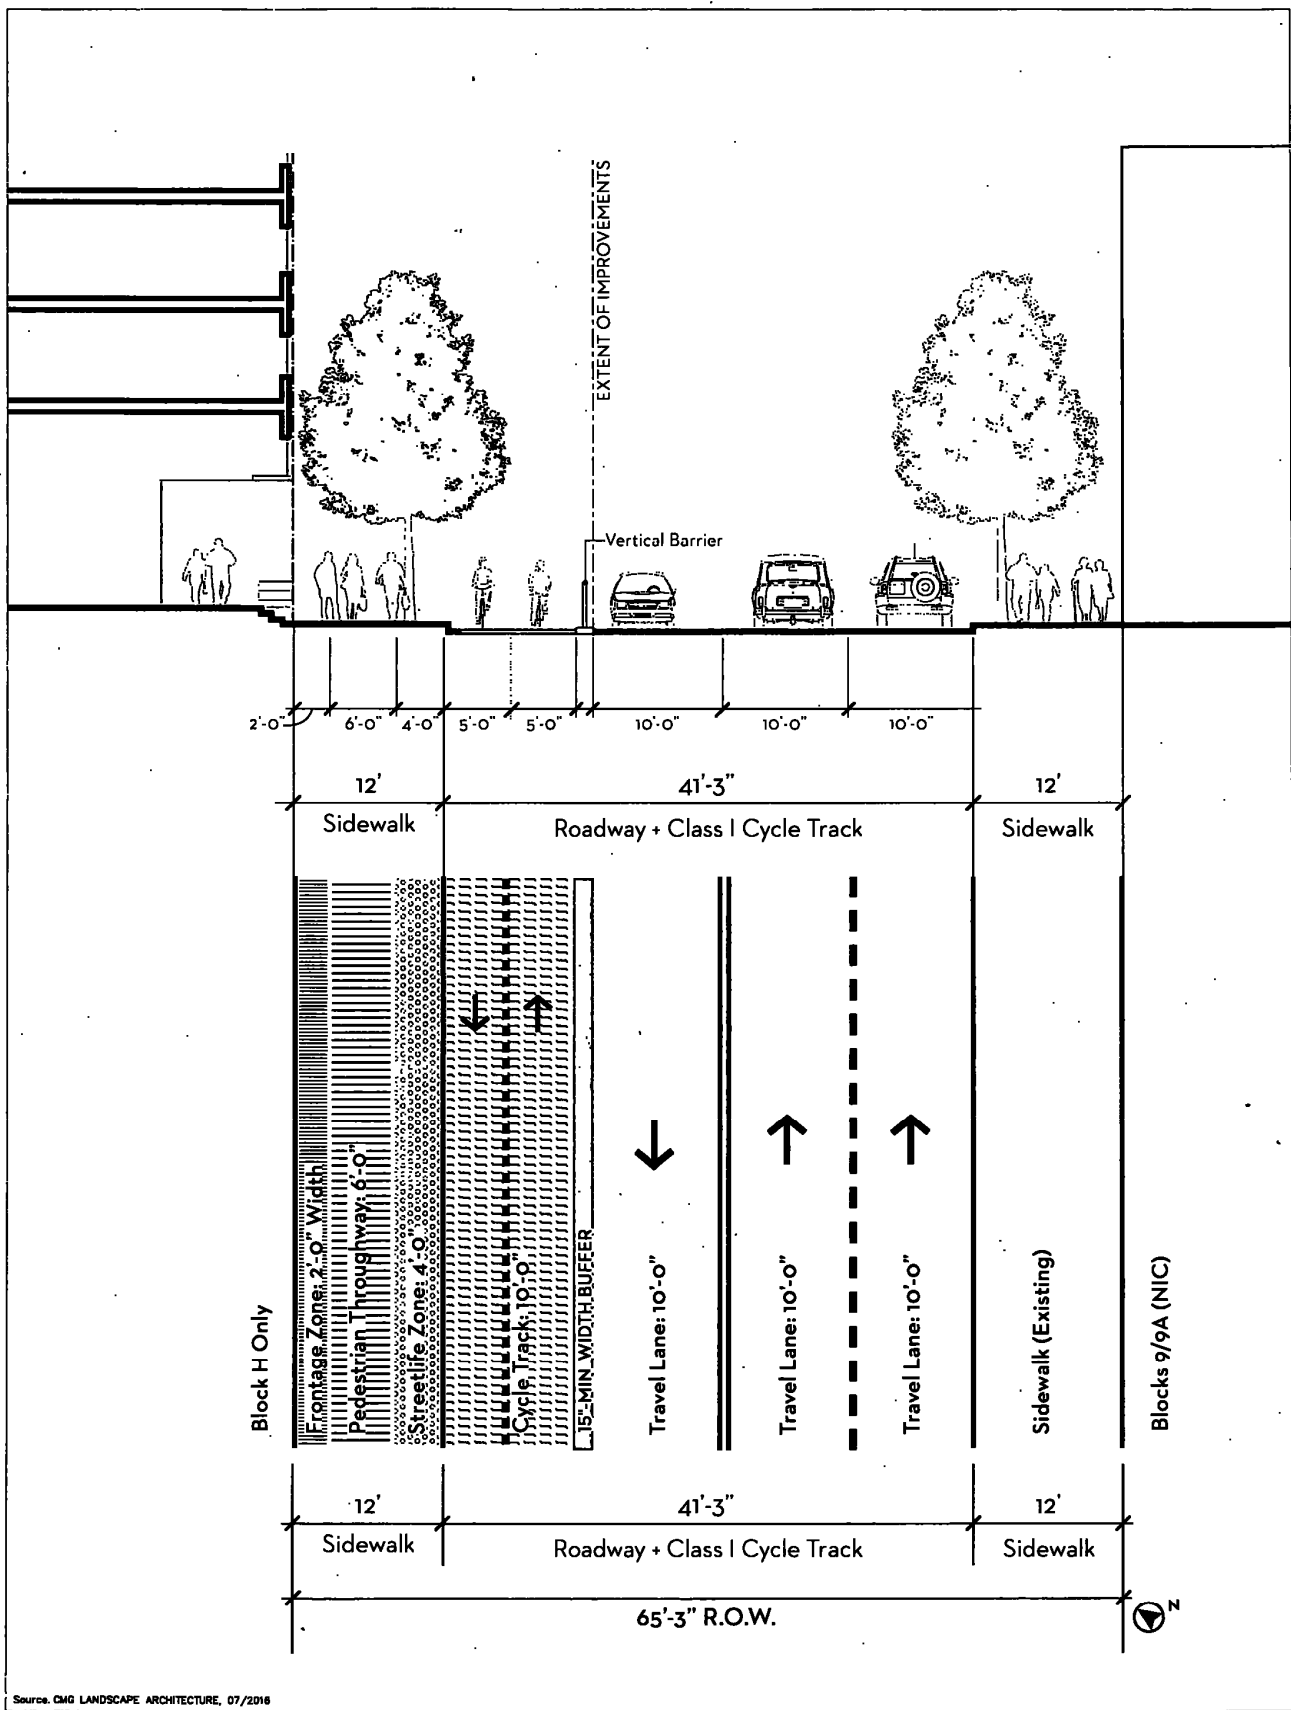 EXTENT OF IMPROVEMENTS
Vertical Barrier
2'-0" 6'-0" 4'-0" 5'-0" 5'-0" 10'-0" 10'-0" 10'-0"
12' 41'-3" 12'
Sidewalk Roadway + Class I Cycle Track Sidewalk
Block H Only
Frontage Zone: 2'-0" Width
Pedestrian Throughway: 6'-0"
Streetlife Zone: 4'-0"
Cycle Track: 10'-0"
15"-MIN WIDTH BUFFER
Travel Lane: 10'-0"
Travel Lane: 10'-0"
Travel Lane: 10'-0"
Sidewalk (Existing)
Blocks 9/9A (NIC)
12' 41'-3" 12'
Sidewalk Roadway + Class I Cycle Track Sidewalk
65'-3" R.O.W.
N
Source. CMG LANDSCAPE ARCHITECTURE, 07/2016